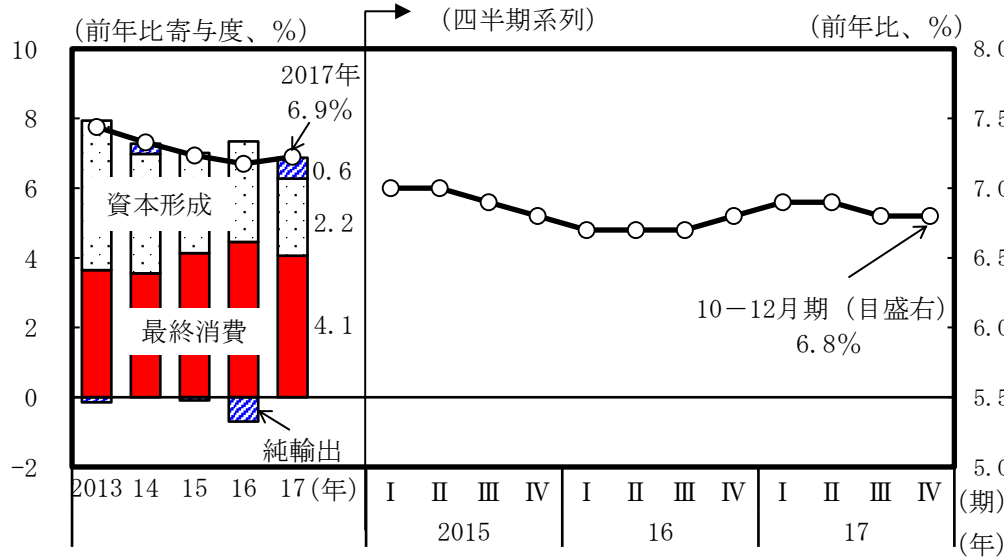 (前年比寄与度、%)
(四半期系列)
(前年比、%)
10
8
6
4
2
0
-2
8.0
7.5
7.0
6.5
6.0
5.5
5.0
2017年
6.9%
0.6
2.2
4.1
資本形成
最終消費
純輸出
10－12月期 (目盛右)
6.8%
2013 14 15 16 17(年)
Ⅰ Ⅱ Ⅲ Ⅳ Ⅰ Ⅱ Ⅲ Ⅳ Ⅰ Ⅱ Ⅲ Ⅳ (期)
2015 16 17 (年)